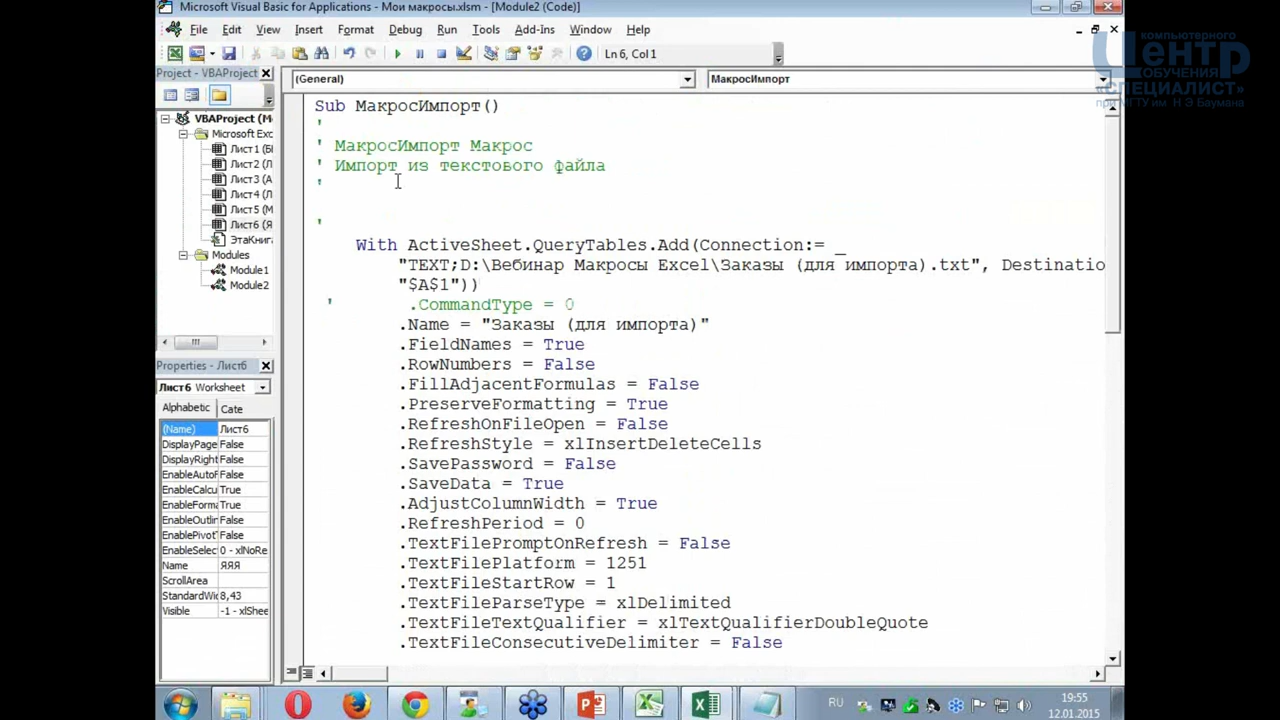 Microsoft Visual Basic for Applications - Мои макросы.xlsm - [Module2 (Code)]
File Edit View Insert Format Debug Run Tools Add-Ins Window Help
Ln 6, Col 1
компьютерного
Центр
ОБУЧЕНИЯ
«СПЕЦИАЛИСТ»
при МГТУ им. Н.Э.Баумана
Project - VBAProject
(General)
МакросИмпорт
VBAProject (М
Microsoft Exc
Лист1 (Б
Лист2 (Л
Лист3 (А
Лист4 (Л
Лист5 (М
Лист6 (Я
ЭтаКниг
Modules
Module1
Module2
Sub МакросИмпорт()
'
' МакросИмпорт Макрос
' Импорт из текстового файла
'
'
With ActiveSheet.QueryTables.Add(Connection:= _
"TEXT;D:\Вебинар Макросы Excel\Заказы (для импорта).txt", Destinatio
"$A$1"))
' .CommandType = 0
.Name = "Заказы (для импорта)"
.FieldNames = True
.RowNumbers = False
.FillAdjacentFormulas = False
.PreserveFormatting = True
.RefreshOnFileOpen = False
.RefreshStyle = xlInsertDeleteCells
.SavePassword = False
.SaveData = True
.AdjustColumnWidth = True
.RefreshPeriod = 0
.TextFilePromptOnRefresh = False
.TextFilePlatform = 1251
.TextFileStartRow = 1
.TextFileParseType = xlDelimited
.TextFileTextQualifier = xlTextQualifierDoubleQuote
.TextFileConsecutiveDelimiter = False
Properties - Лист6
Лист6 Worksheet
Alphabetic Cate
(Name) Лист6
DisplayPage False
DisplayRight False
EnableAutoF False
EnableCalcu True
EnableForma True
EnableOutlin False
EnablePivotT False
EnableSelec 0 - xlNoRe
Name ЯЯЯ
ScrollArea
StandardWid 8,43
Visible -1 - xlShee
RU
19:55
12.01.2015